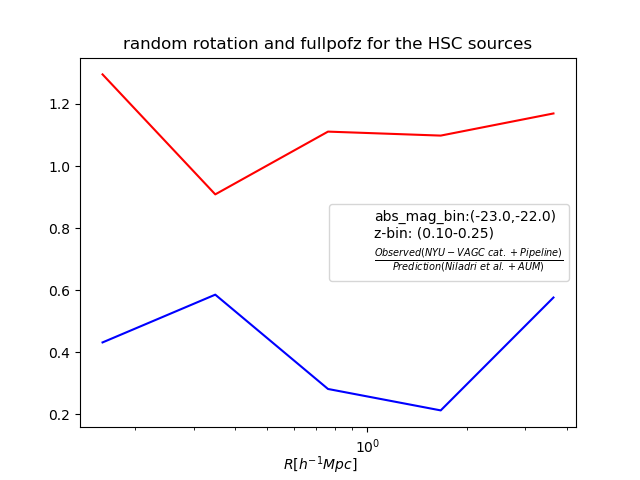 random rotation and fullpofz for the HSC sources
1.2
1.0
0.8
0.6
0.4
0.2
abs_mag_bin:(-23.0,-22.0)
z-bin: (0.10-0.25)
Observed(NYU−VAGC cat.+Pipeline)
Prediction(Niladri et al.+AUM)
10⁰
R[h⁻¹Mpc]